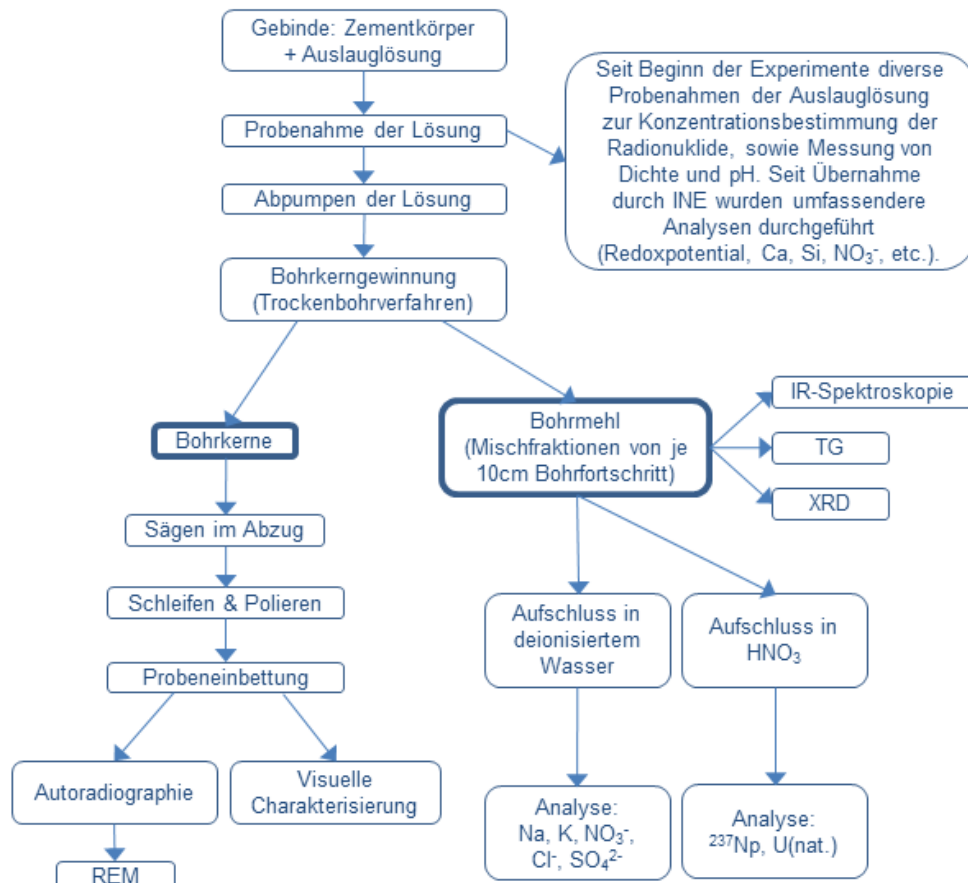 Gebinde: Zementkörper
+ Auslauglösung
Seit Beginn der Experimente diverse
Probenahmen der Auslauglösung
zur Konzentrationsbestimmung der
Radionuklide, sowie Messung von
Dichte und pH. Seit Übernahme
durch INE wurden umfassendere
Analysen durchgeführt
(Redoxpotential, Ca, Si, NO₃⁻, etc.).
Probenahme der Lösung
Abpumpen der Lösung
Bohrkerngewinnung
(Trockenbohrverfahren)
Bohrkerne
Bohrmehl
(Mischfraktionen von je
10cm Bohrfortschritt)
IR-Spektroskopie
TG
XRD
Sägen im Abzug
Schleifen & Polieren
Probeneinbettung
Aufschluss in
deionisiertem
Wasser
Aufschluss in
HNO₃
Autoradiographie
Visuelle
Charakterisierung
Analyse:
Na, K, NO₃⁻,
Cl⁻, SO₄²⁻
Analyse:
²³⁷Np, U(nat.)
REM